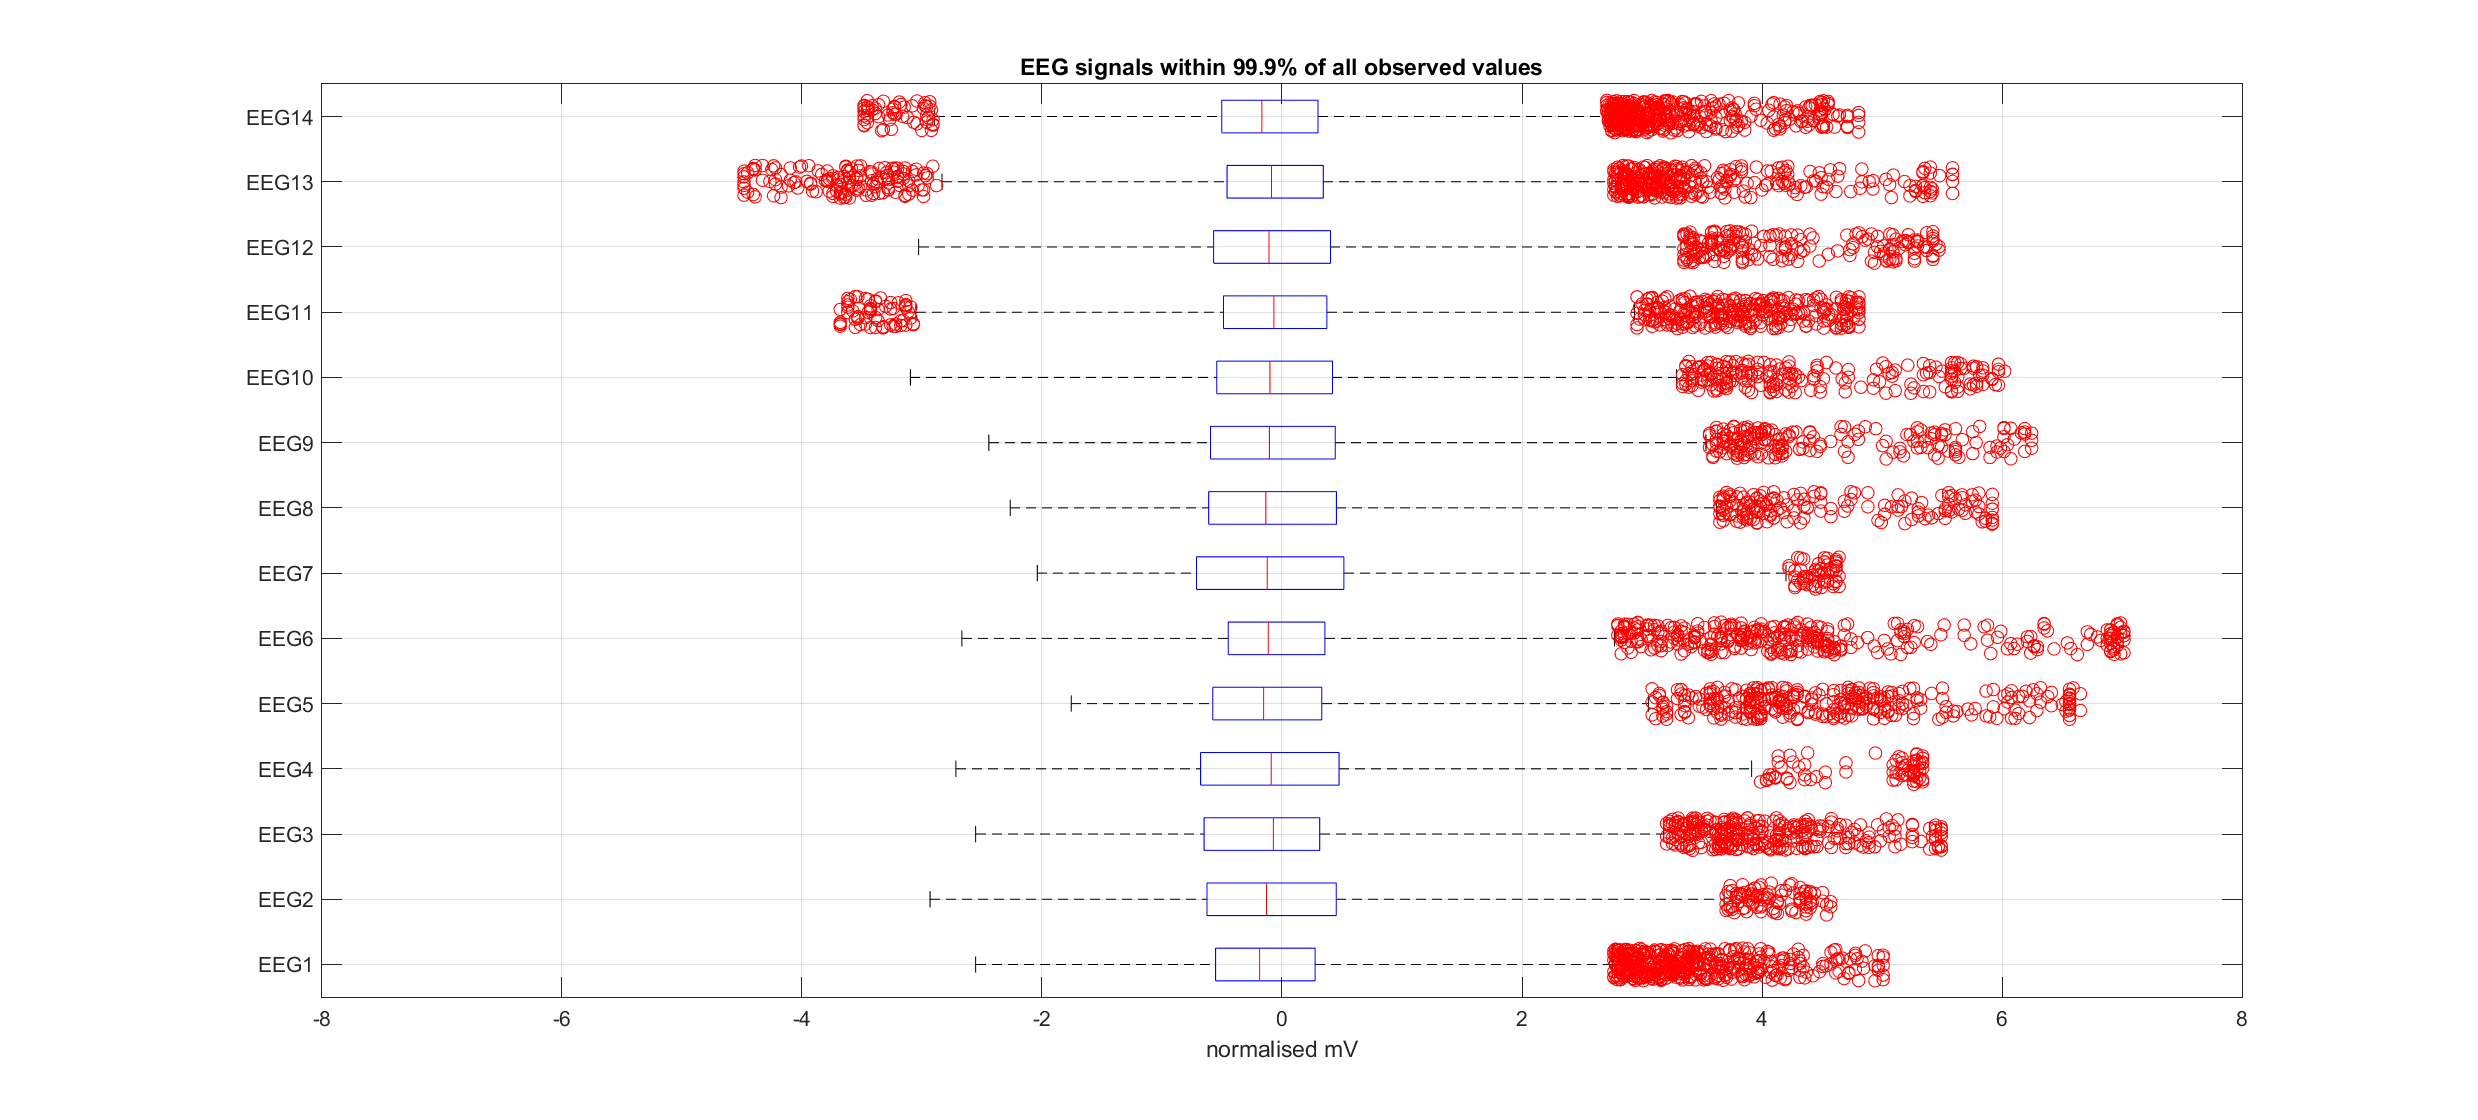 EEG signals within 99.9% of all observed values
EEG14
EEG13
EEG12
EEG11
EEG10
EEG9
EEG8
EEG7
EEG6
EEG5
EEG4
EEG3
EEG2
EEG1
-8 -6 -4 -2 0 2 4 6 8
normalised mV